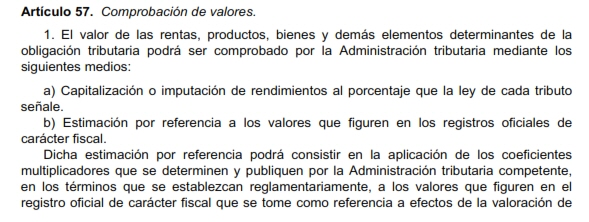 Artículo 57. Comprobación de valores.
1. El valor de las rentas, productos, bienes y demás elementos determinantes de la
obligación tributaria podrá ser comprobado por la Administración tributaria mediante los
siguientes medios:
a) Capitalización o imputación de rendimientos al porcentaje que la ley de cada tributo
señale.
b) Estimación por referencia a los valores que figuren en los registros oficiales de
carácter fiscal.
Dicha estimación por referencia podrá consistir en la aplicación de los coeficientes
multiplicadores que se determinen y publiquen por la Administración tributaria competente,
en los términos que se establezcan reglamentariamente, a los valores que figuren en el
registro oficial de carácter fiscal que se tome como referencia a efectos de la valoración de